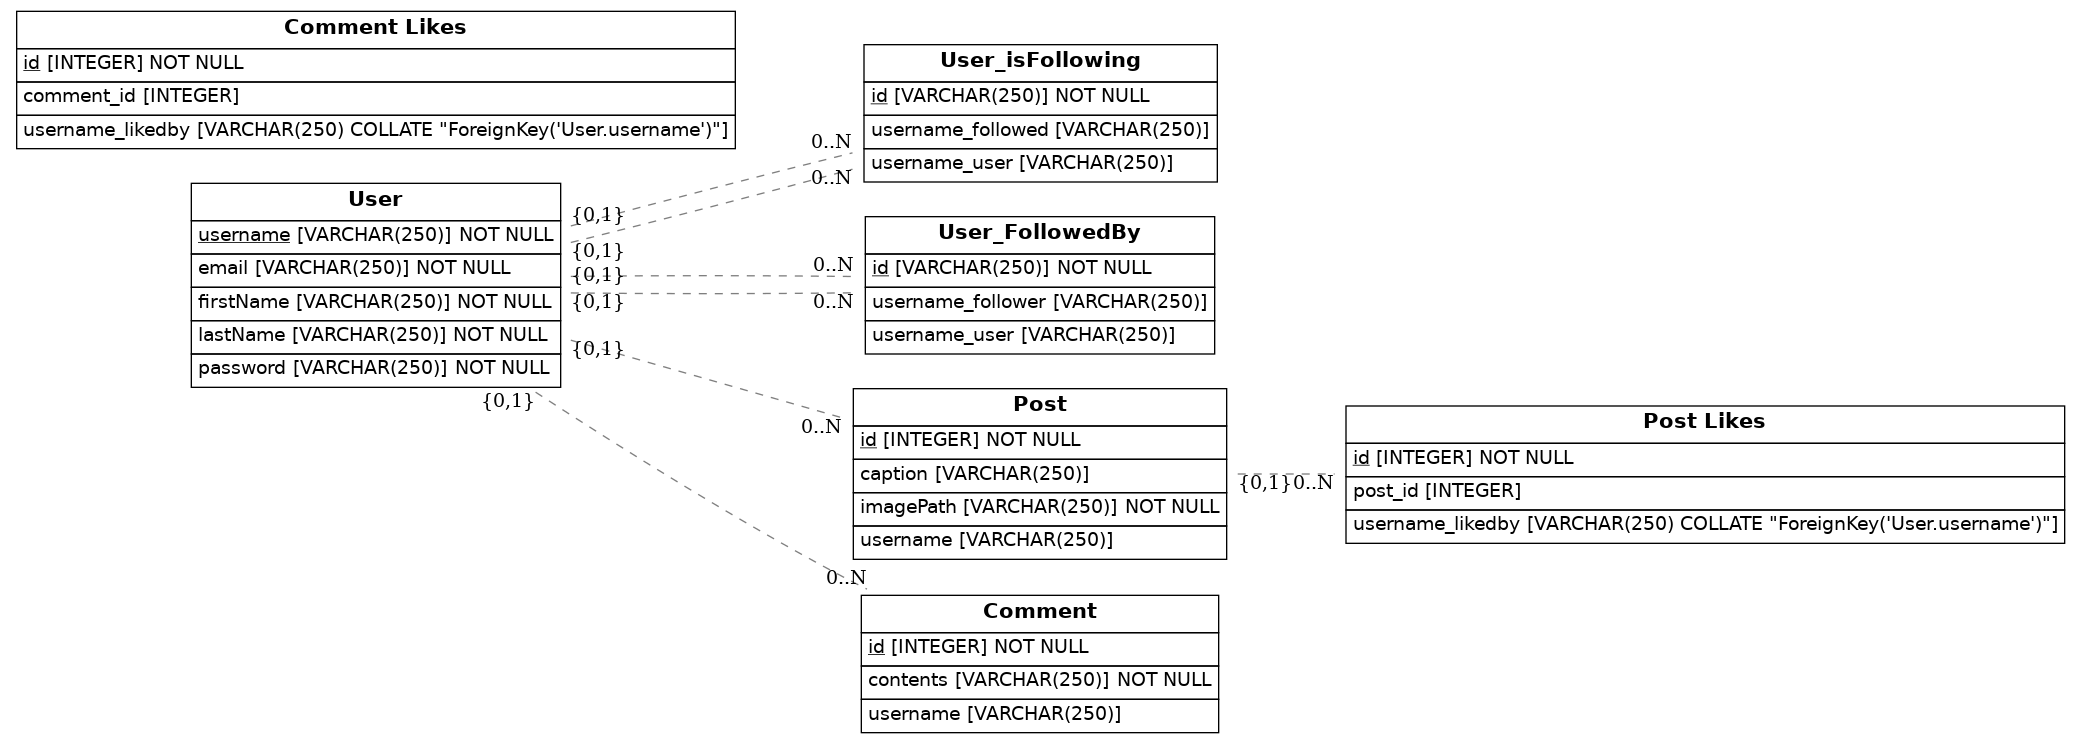 Comment Likes
id [INTEGER] NOT NULL
comment_id [INTEGER]
username_likedby [VARCHAR(250) COLLATE "ForeignKey('User.username')"]
User
username [VARCHAR(250)] NOT NULL
email [VARCHAR(250)] NOT NULL
firstName [VARCHAR(250)] NOT NULL
lastName [VARCHAR(250)] NOT NULL
password [VARCHAR(250)] NOT NULL
{0,1}
{0,1}
{0,1}
{0,1}
{0,1}
{0,1}
0..N
0..N
0..N
0..N
0..N
0..N
User_isFollowing
id [VARCHAR(250)] NOT NULL
username_followed [VARCHAR(250)]
username_user [VARCHAR(250)]
User_FollowedBy
id [VARCHAR(250)] NOT NULL
username_follower [VARCHAR(250)]
username_user [VARCHAR(250)]
Post
id [INTEGER] NOT NULL
caption [VARCHAR(250)]
imagePath [VARCHAR(250)] NOT NULL
username [VARCHAR(250)]
{0,1}0..N
Post Likes
id [INTEGER] NOT NULL
post_id [INTEGER]
username_likedby [VARCHAR(250) COLLATE "ForeignKey('User.username')"]
Comment
id [INTEGER] NOT NULL
contents [VARCHAR(250)] NOT NULL
username [VARCHAR(250)]